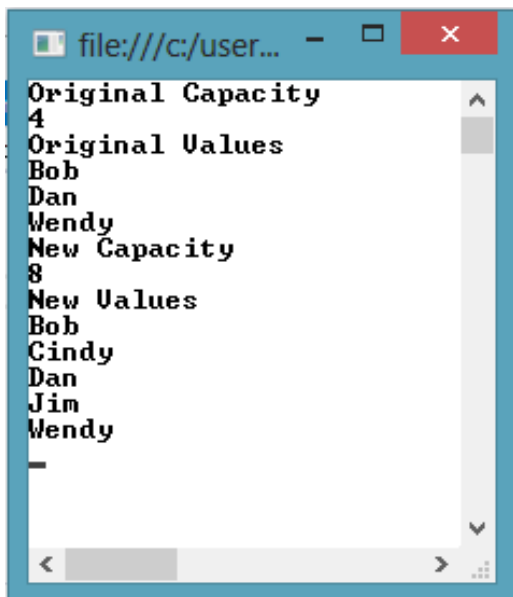 file:///c:/user...
Original Capacity
4
Original Values
Bob
Dan
Wendy
New Capacity
8
New Values
Bob
Cindy
Dan
Jim
Wendy